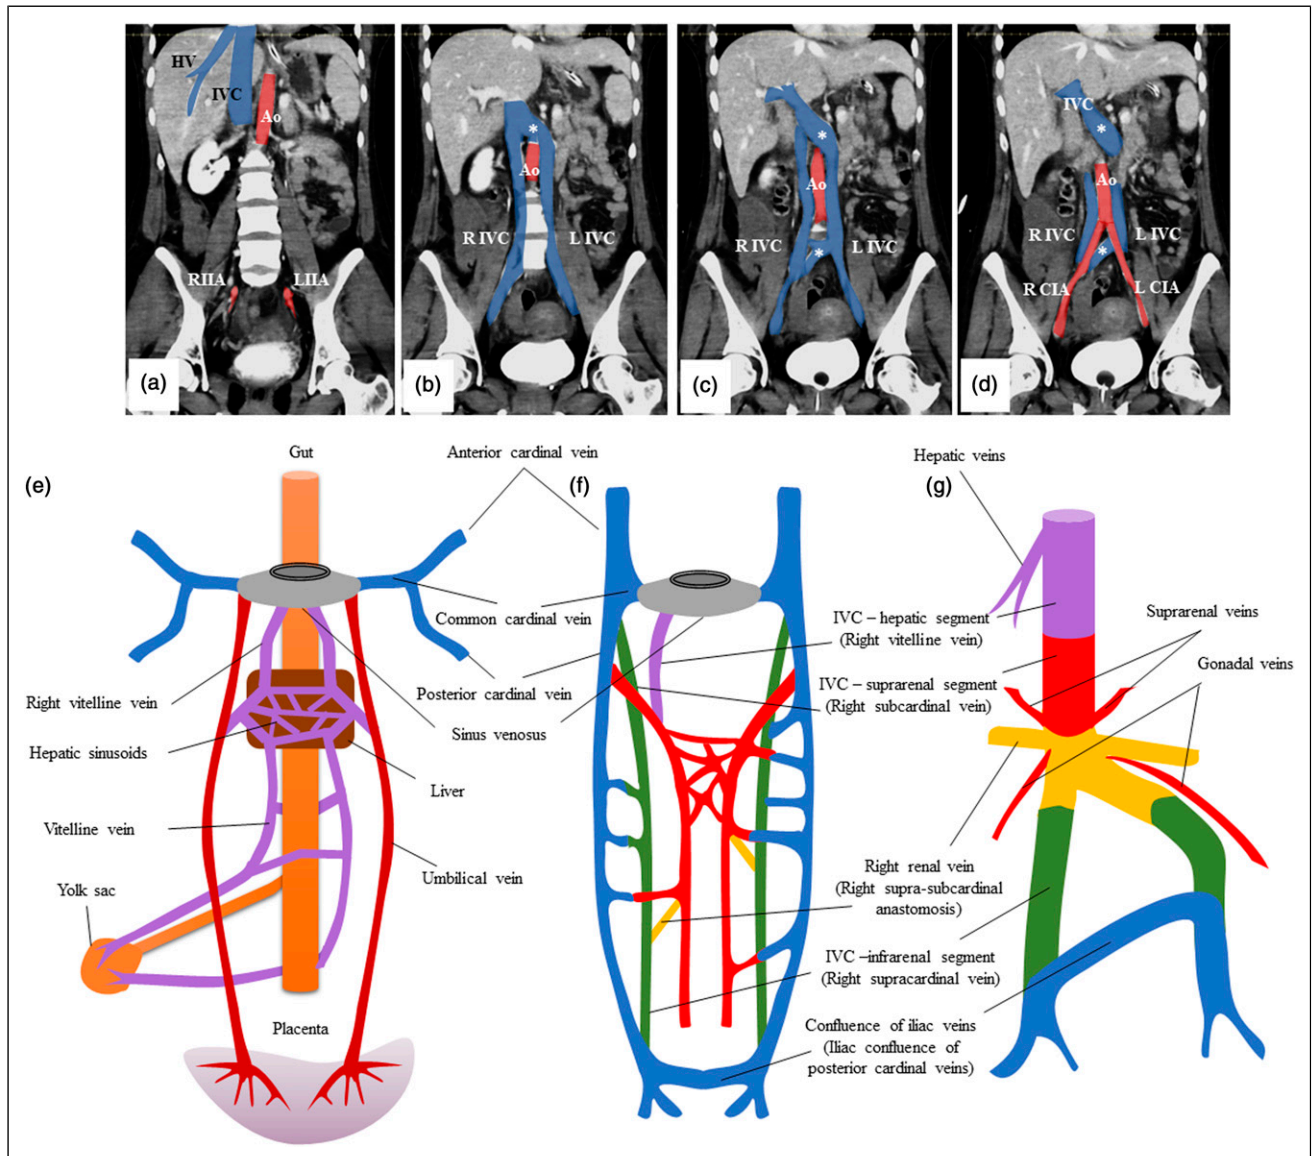 HV
IVC
Ao
RIIA
LIIA
(a)
*
Ao
R IVC
L IVC
(b)
*
Ao
R IVC
L IVC
*
(c)
IVC
*
Ao
R IVC
L IVC
*
R CIA
L CIA
(d)
(e)
Gut
Anterior cardinal vein
Common cardinal vein
Posterior cardinal vein
Sinus venosus
Right vitelline vein
Hepatic sinusoids
Liver
Vitelline vein
Umbilical vein
Yolk sac
Placenta
(f)
IVC – hepatic segment
(Right vitelline vein)
IVC – suprarenal segment
(Right subcardinal vein)
Right renal vein
(Right supra-subcardinal
anastomosis)
IVC –infrarenal segment
(Right supracardinal vein)
Confluence of iliac veins
(Iliac confluence of
posterior cardinal veins)
(g)
Hepatic veins
Suprarenal veins
Gonadal veins